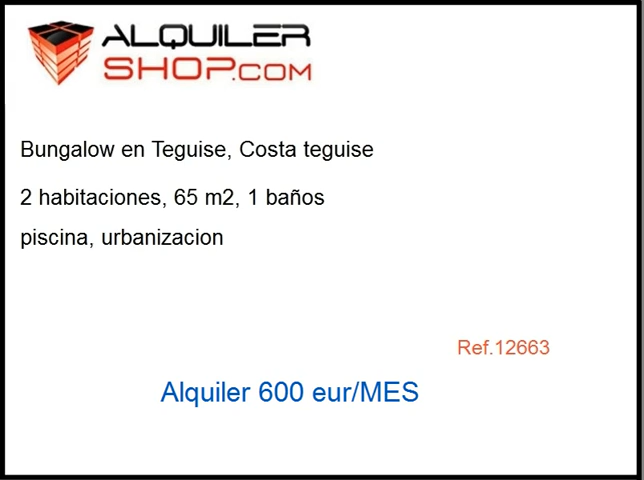 ALQUILER
SHOP.COM
Bungalow en Teguise, Costa teguise
2 habitaciones, 65 m2, 1 baños
piscina, urbanizacion
Ref.12663
Alquiler 600 eur/MES